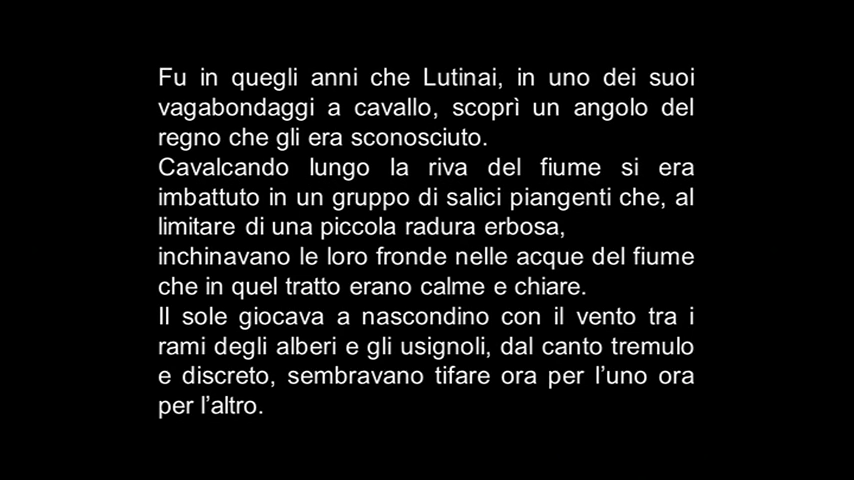 Fu in quegli anni che Lutinai, in uno dei suoi
vagabondaggi a cavallo, scoprì un angolo del
regno che gli era sconosciuto.
Cavalcando lungo la riva del fiume si era
imbattuto in un gruppo di salici piangenti che, al
limitare di una piccola radura erbosa,
inchinavano le loro fronde nelle acque del fiume
che in quel tratto erano calme e chiare.
Il sole giocava a nascondino con il vento tra i
rami degli alberi e gli usignoli, dal canto tremulo
e discreto, sembravano tifare ora per l’uno ora
per l’altro.